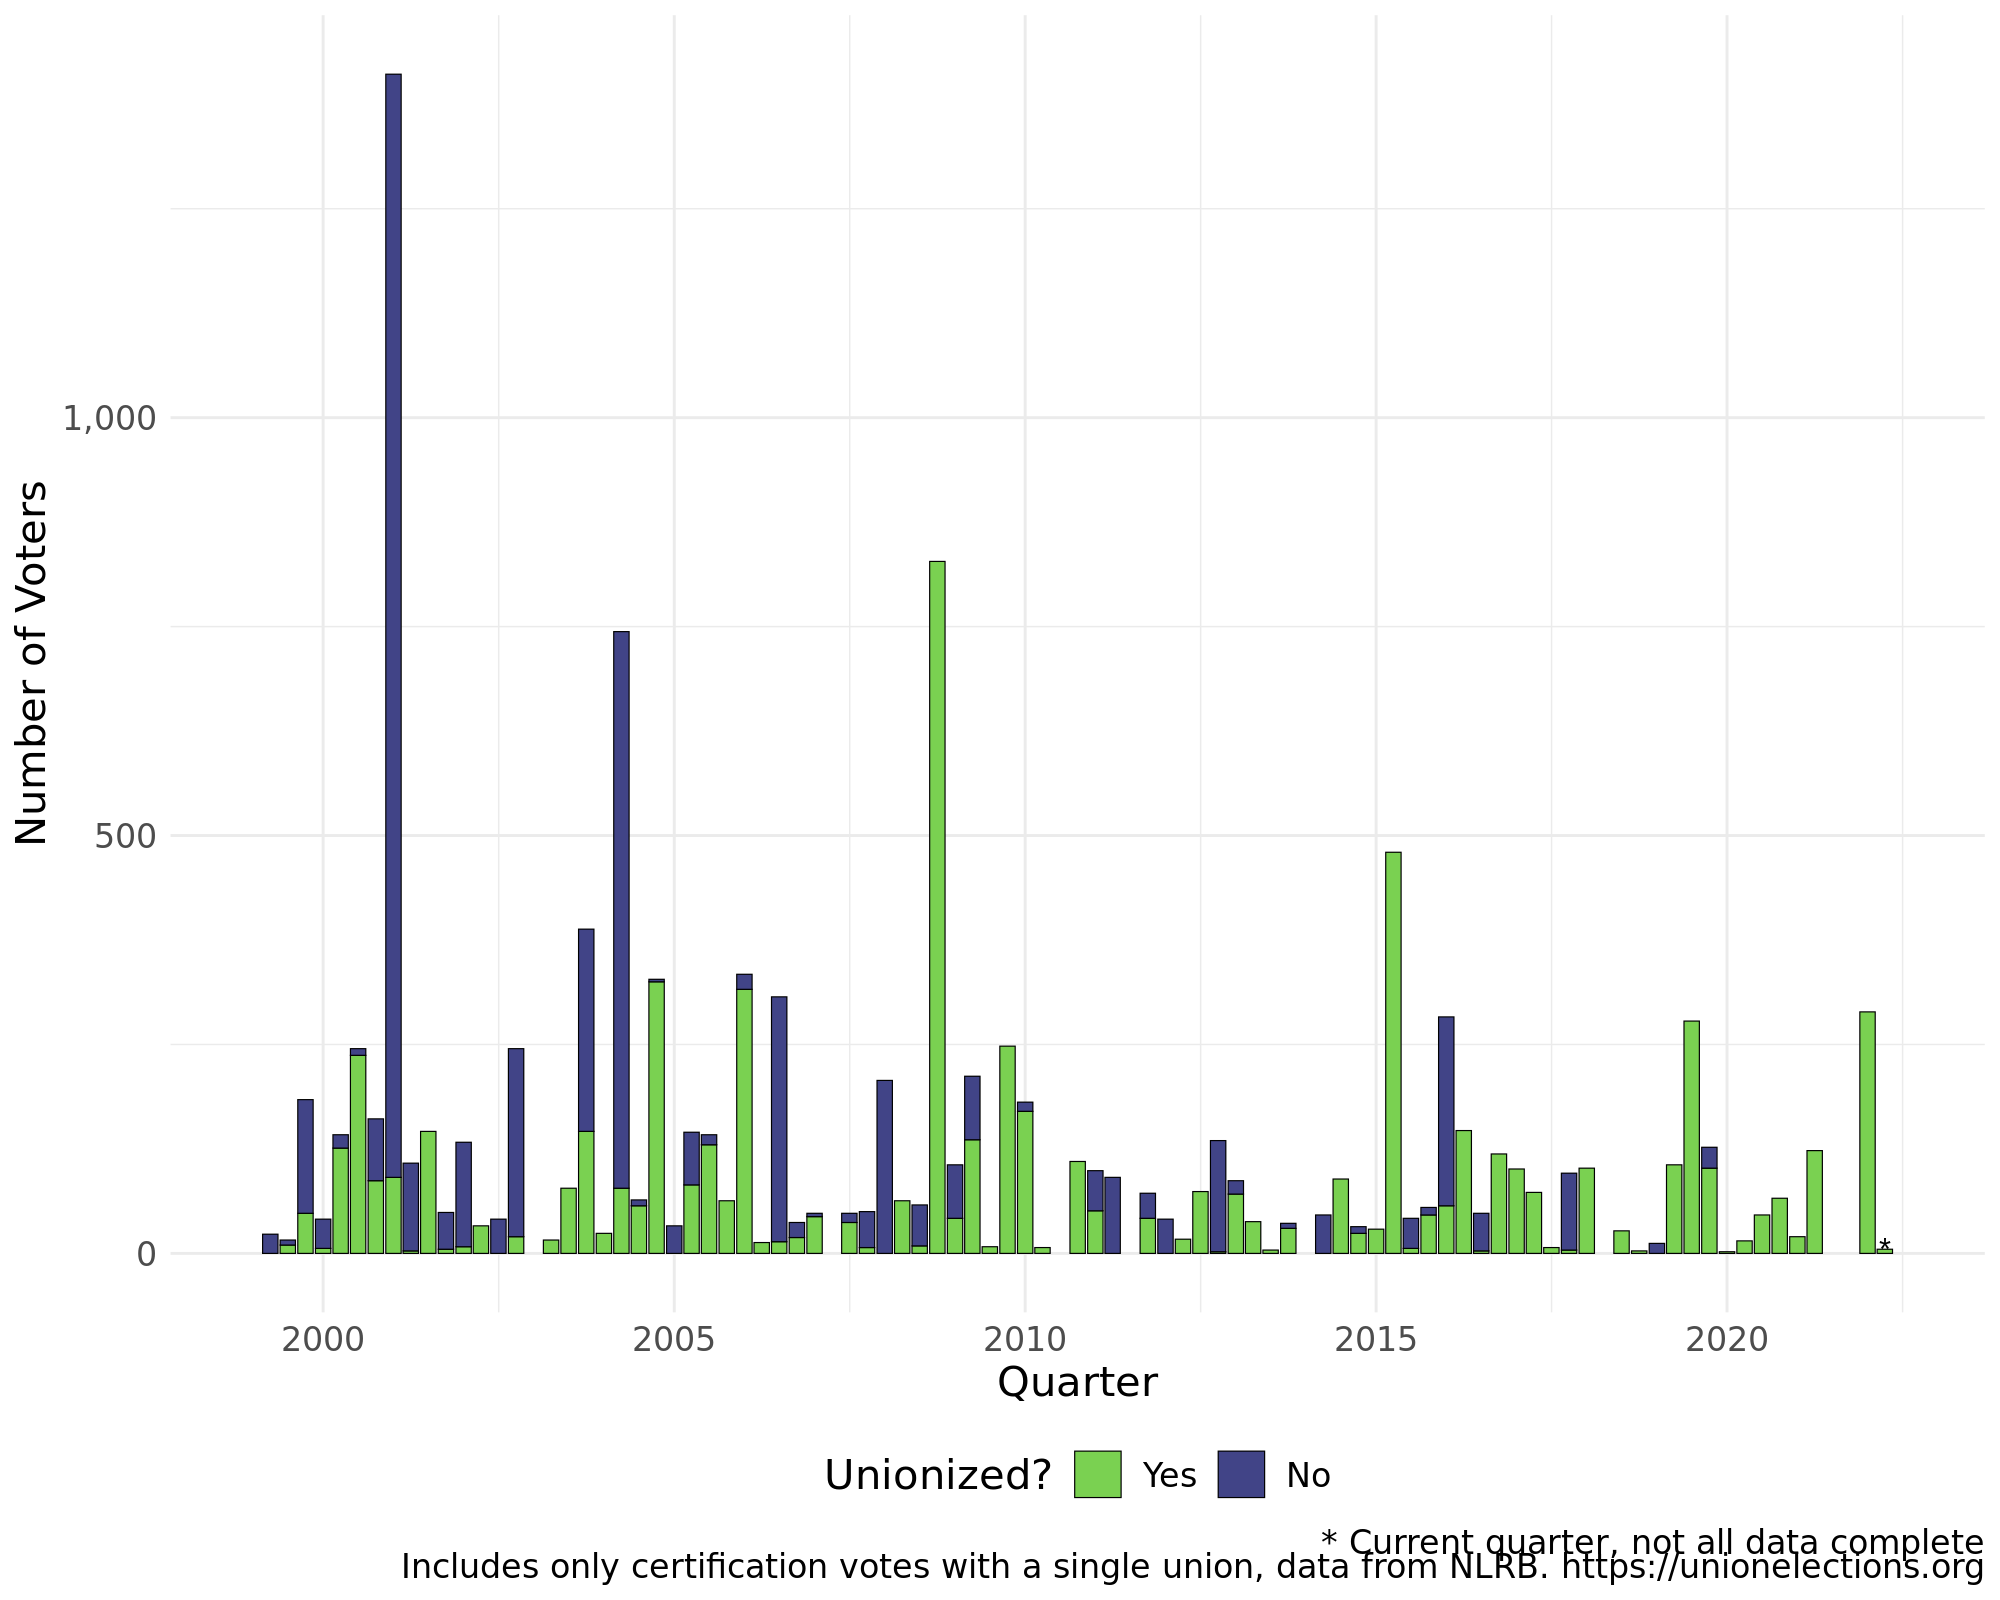 Number of Voters
1,000
500
0
*
2000 2005 2010 2015 2020
Quarter
Unionized? Yes No
* Current quarter, not all data complete
Includes only certification votes with a single union, data from NLRB. https://unionelections.org